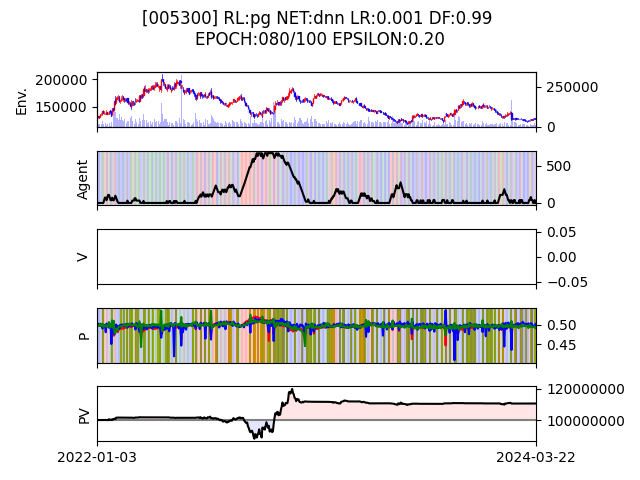 [005300] RL:pg NET:dnn LR:0.001 DF:0.99
EPOCH:080/100 EPSILON:0.20
Env.
200000
150000
250000
0
Agent
500
0
V
0.05
0.00
−0.05
P
0.50
0.45
PV
120000000
100000000
2022-01-03
2024-03-22